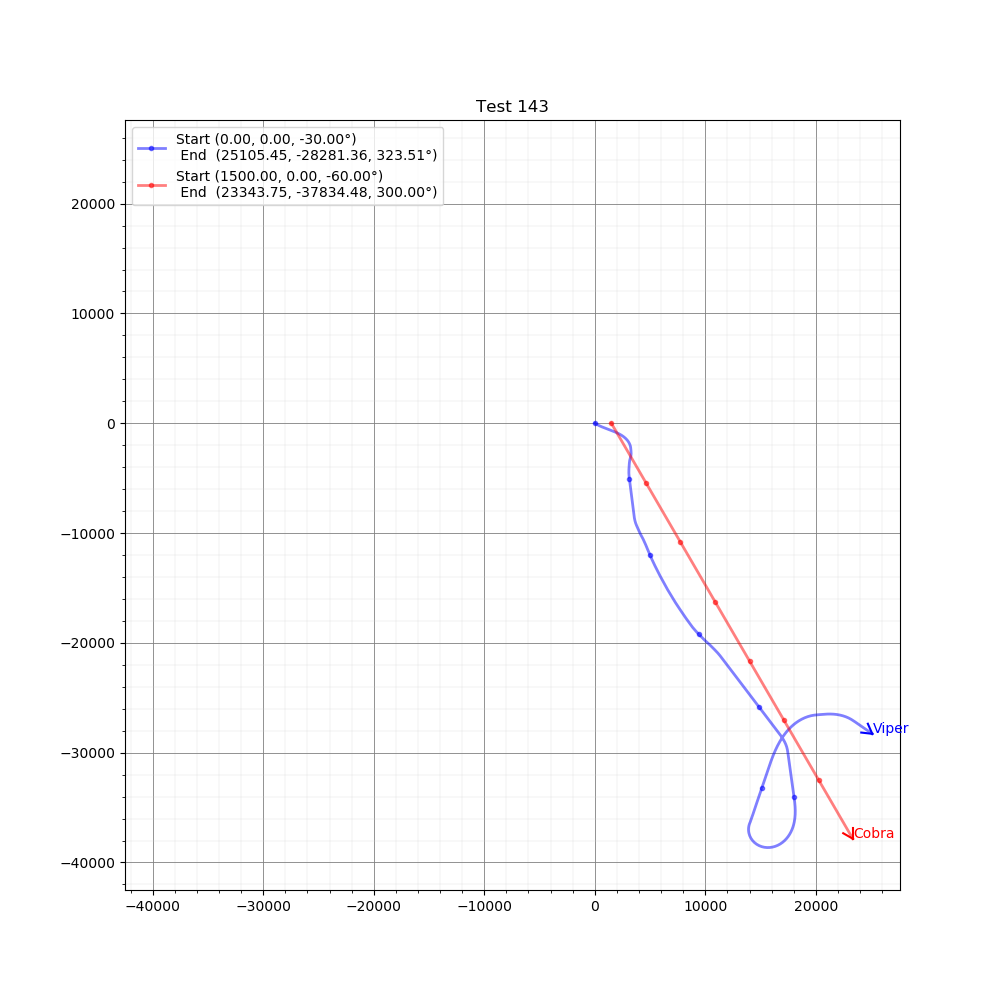 Test 143
Start (0.00, 0.00, -30.00°)
End (25105.45, -28281.36, 323.51°)
Start (1500.00, 0.00, -60.00°)
End (23343.75, -37834.48, 300.00°)
20000
10000
0
−10000
−20000
−30000
−40000
Viper
Cobra
−40000 −30000 −20000 −10000 0 10000 20000